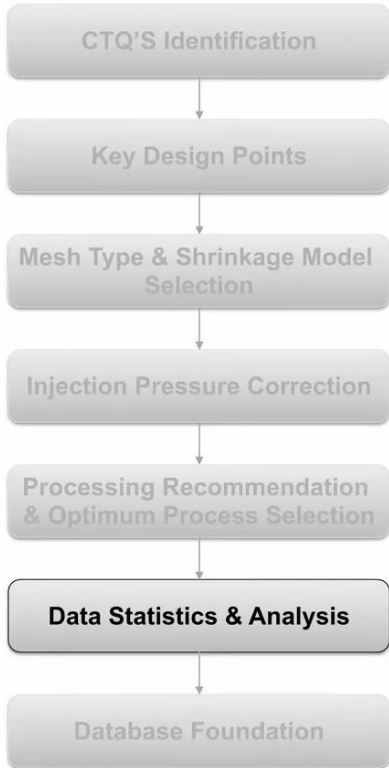 CTQ'S Identification
Key Design Points
Mesh Type & Shrinkage Model
Selection
Injection Pressure Correction
Processing Recommendation
& Optimum Process Selection
Data Statistics & Analysis
Database Foundation